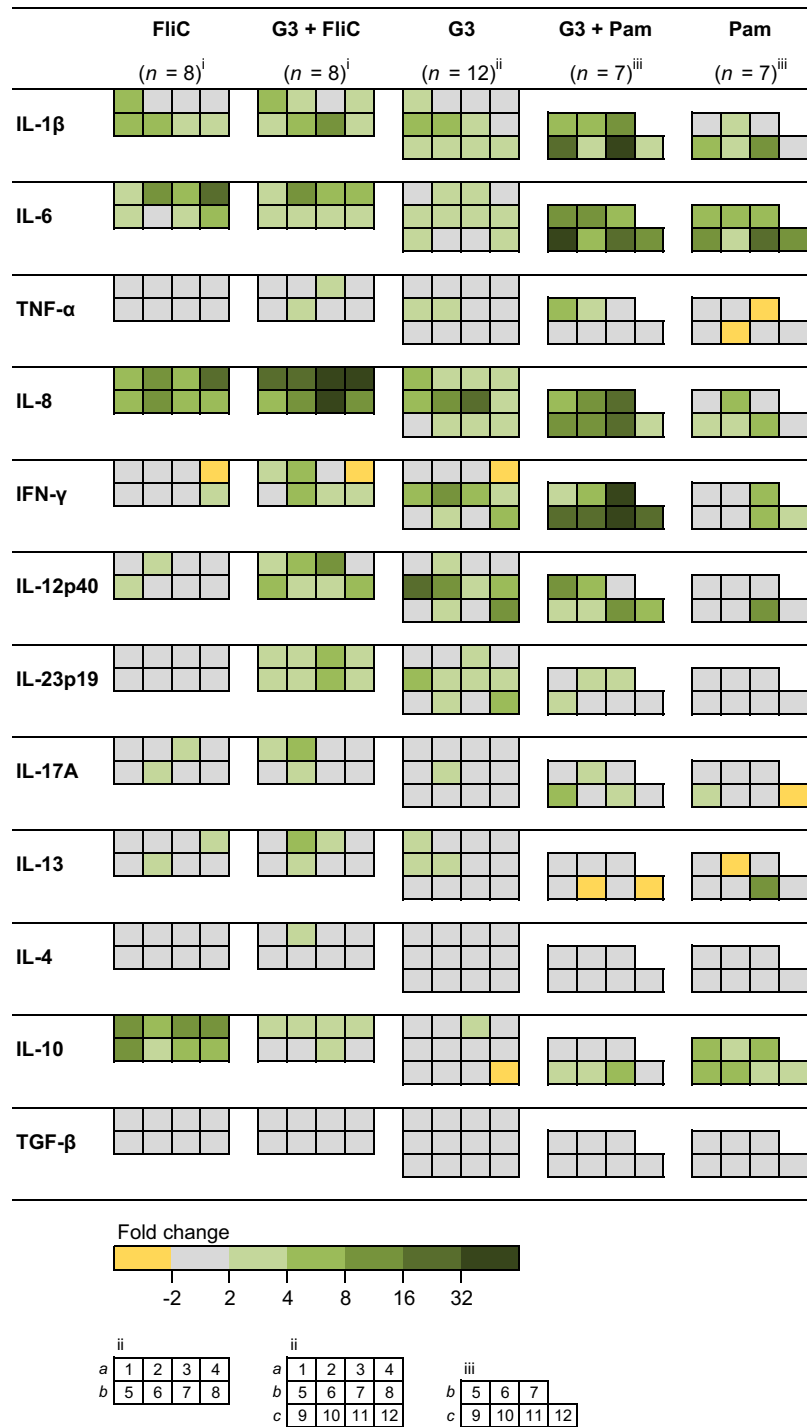 FliC G3 + FliC G3 G3 + Pam Pam
(n = 8)i (n = 8)i (n = 12)ii (n = 7)iii (n = 7)iii
IL-1β
IL-6
TNF-α
IL-8
IFN-γ
IL-12p40
IL-23p19
IL-17A
IL-13
IL-4
IL-10
TGF-β
Fold change
-2 2 4 8 16 32
ii ii iii
a 1 2 3 4 a 1 2 3 4 b 5 6 7
b 5 6 7 8 b 5 6 7 8 c 9 10 11 12
c 9 10 11 12